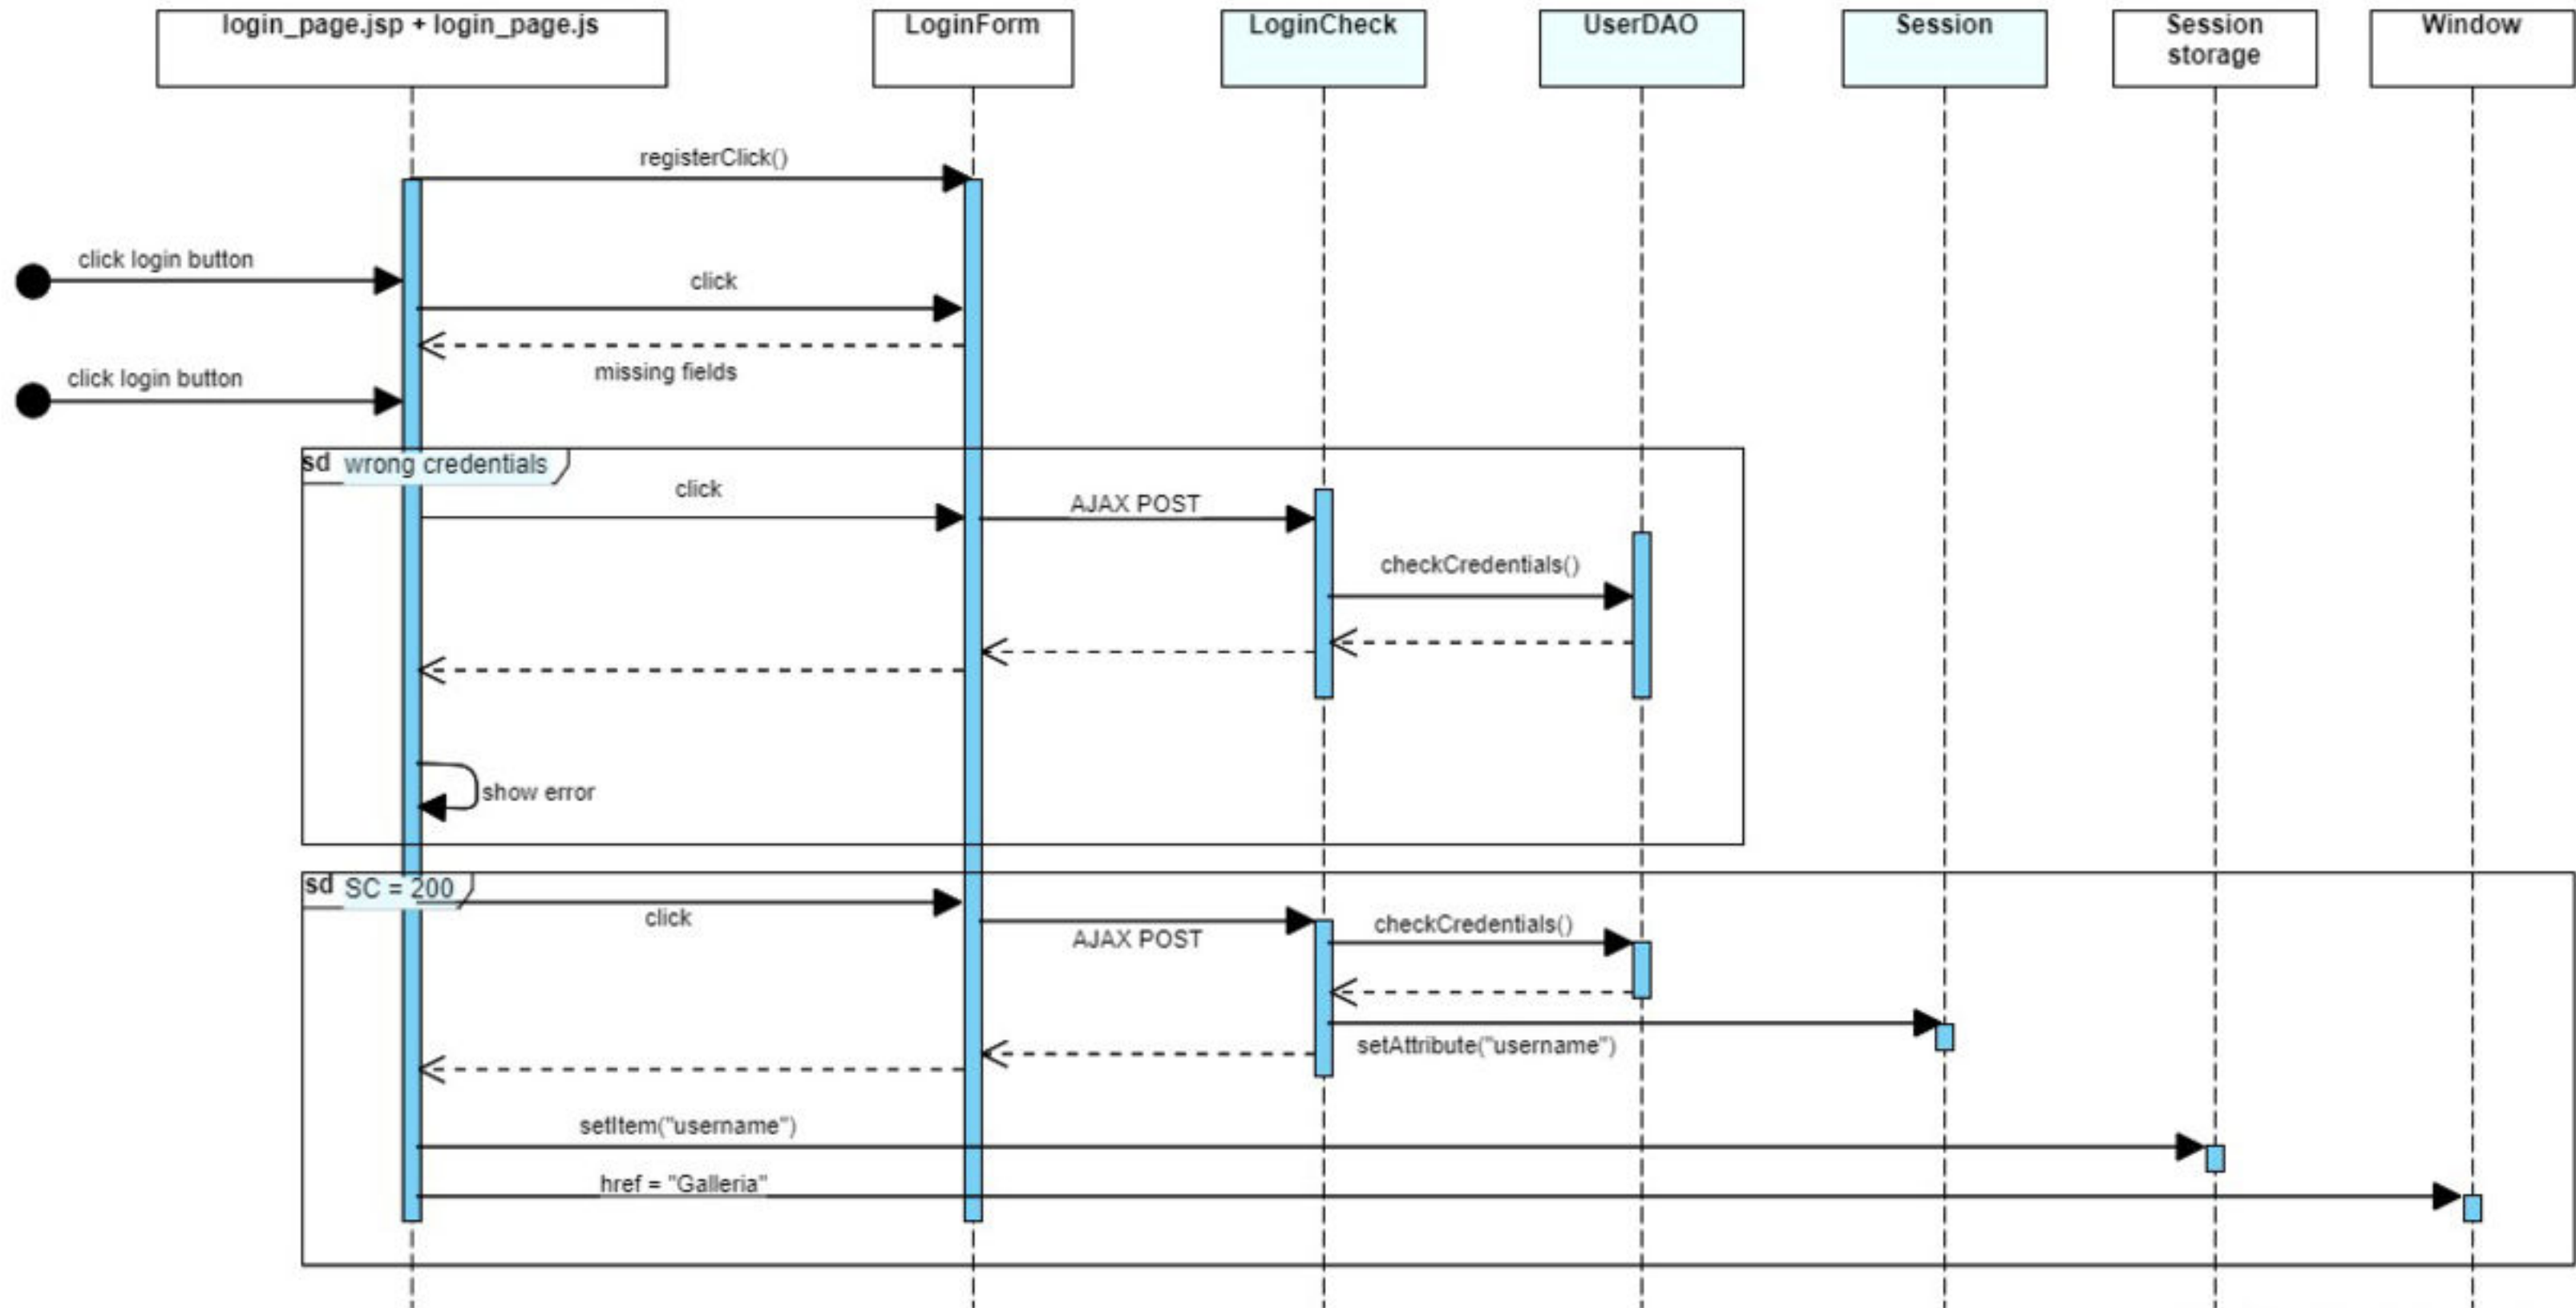 login_page.jsp + login_page.js
LoginForm
LoginCheck
UserDAO
Session
Session
storage
Window
registerClick()
click login button
click
missing fields
click login button
sd wrong credentials
click
AJAX POST
checkCredentials()
show error
sd SC = 200
click
AJAX POST
checkCredentials()
setAttribute("username")
setItem("username")
href = "Galleria"